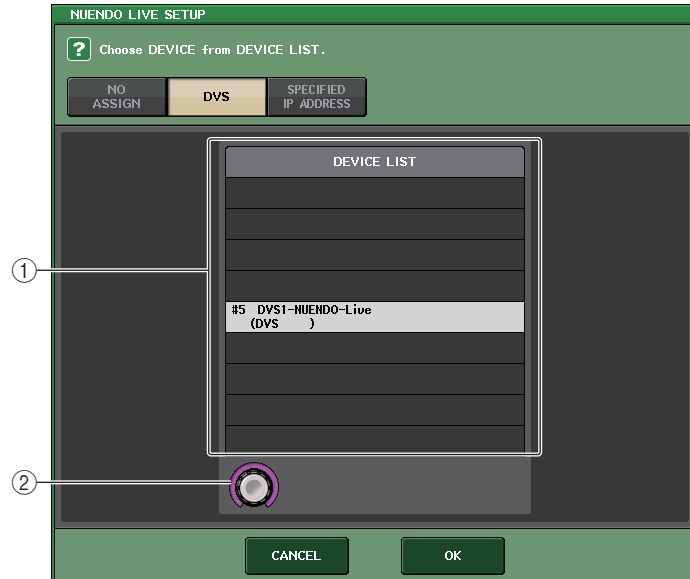 NUENDO LIVE SETUP
? Choose DEVICE from DEVICE LIST.
NO
ASSIGN
DVS
SPECIFIED
IP ADDRESS
DEVICE LIST
1
#5 DVS1-NUENDO-Live
(DVS )
2
CANCEL
OK